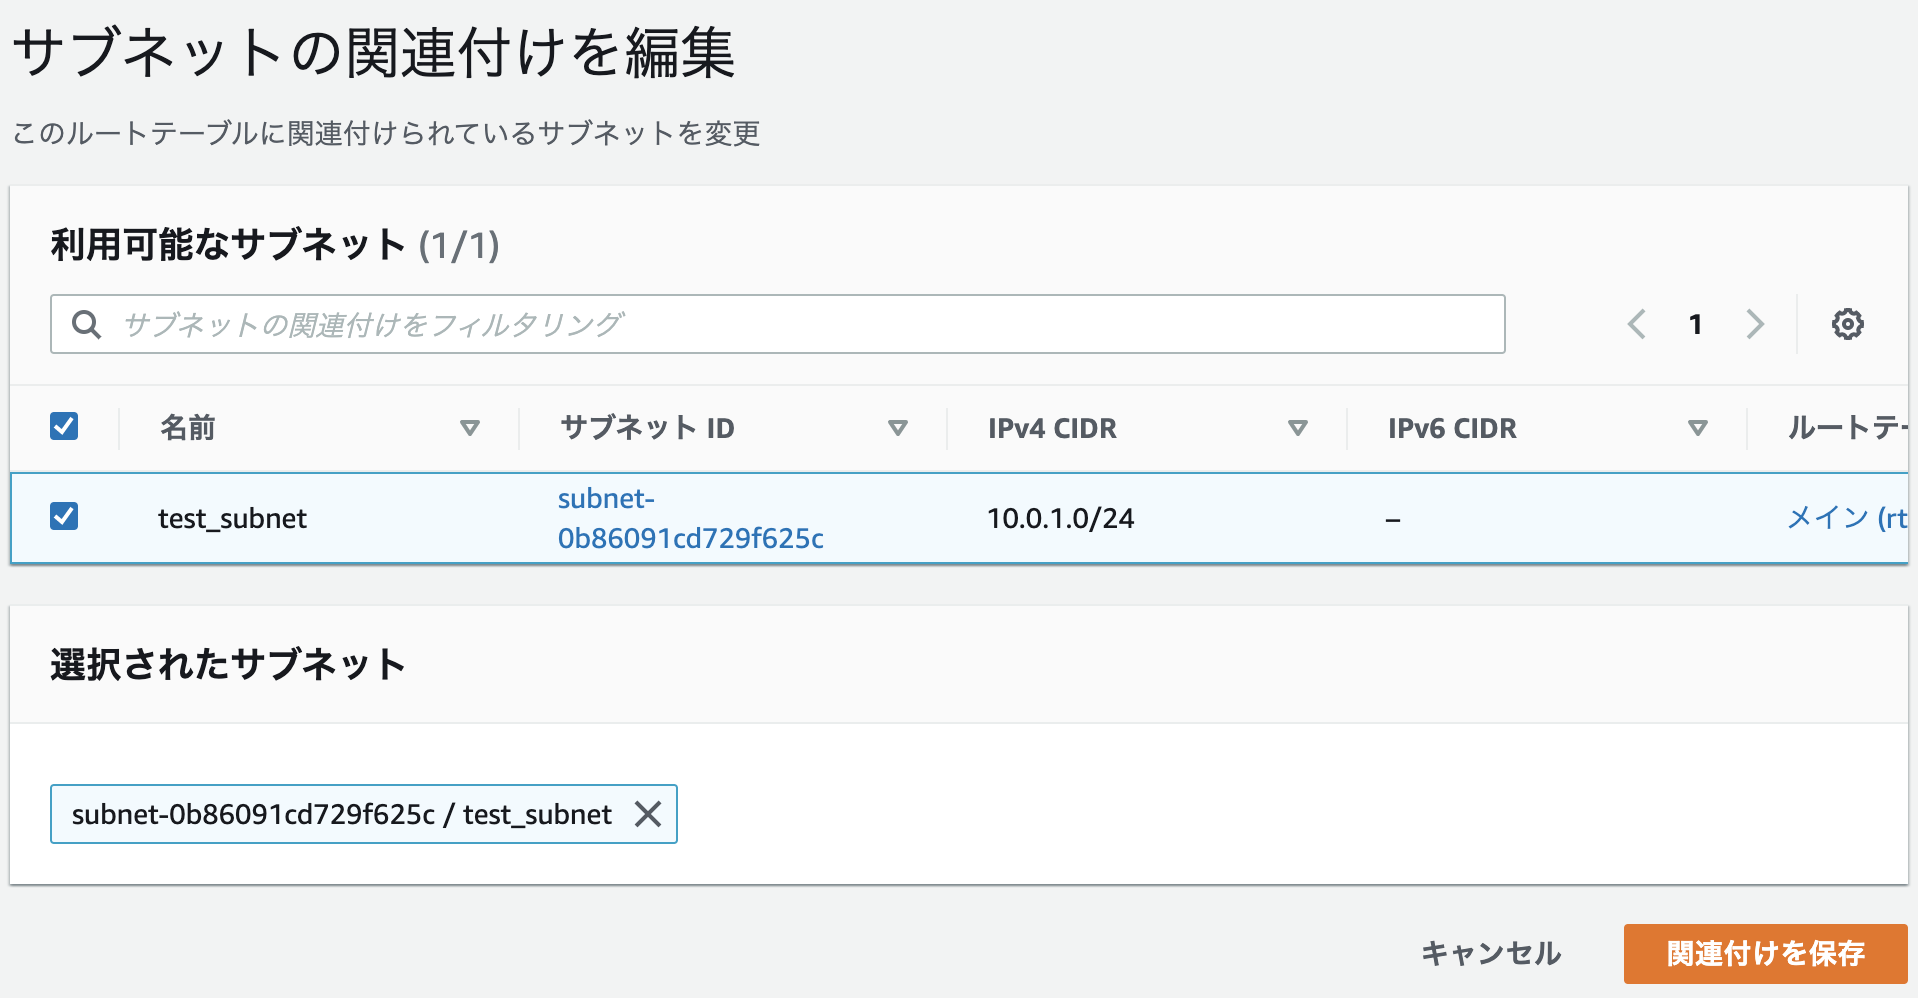 サブネットの関連付けを編集
このルートテーブルに関連付けられているサブネットを変更
利用可能なサブネット (1/1)
サブネットの関連付けをフィルタリング
1
名前 サブネット ID IPv4 CIDR IPv6 CIDR ルートテー
test_subnet subnet-0b86091cd729f625c 10.0.1.0/24 – メイン (rt
選択されたサブネット
subnet-0b86091cd729f625c / test_subnet
キャンセル 関連付けを保存